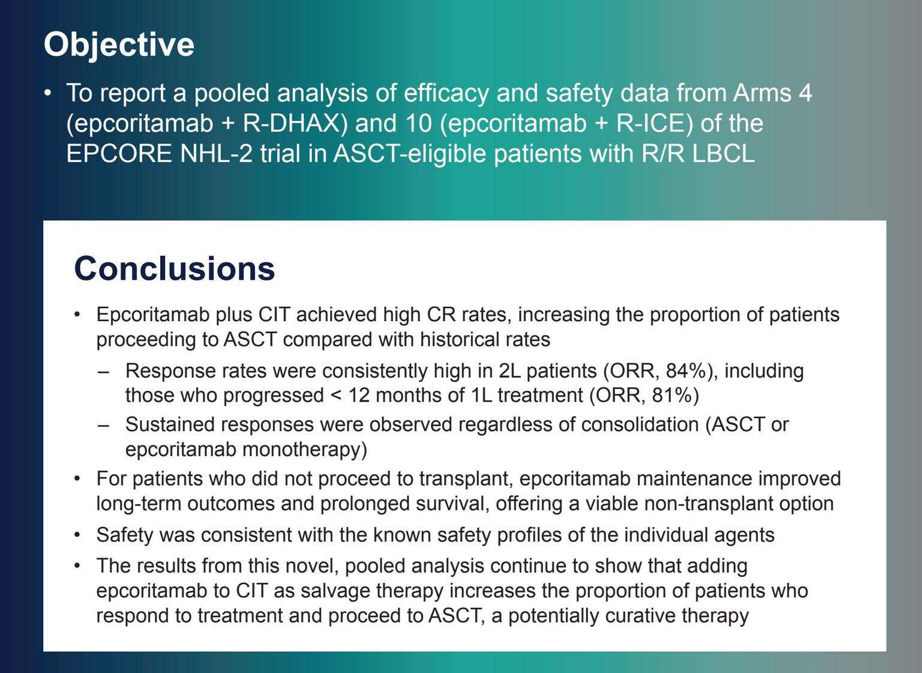 Objective
• To report a pooled analysis of efficacy and safety data from Arms 4
(epcoritamab + R-DHAX) and 10 (epcoritamab + R-ICE) of the
EPCORE NHL-2 trial in ASCT-eligible patients with R/R LBCL
Conclusions
• Epcoritamab plus CIT achieved high CR rates, increasing the proportion of patients
proceeding to ASCT compared with historical rates
– Response rates were consistently high in 2L patients (ORR, 84%), including
those who progressed < 12 months of 1L treatment (ORR, 81%)
– Sustained responses were observed regardless of consolidation (ASCT or
epcoritamab monotherapy)
• For patients who did not proceed to transplant, epcoritamab maintenance improved
long-term outcomes and prolonged survival, offering a viable non-transplant option
• Safety was consistent with the known safety profiles of the individual agents
• The results from this novel, pooled analysis continue to show that adding
epcoritamab to CIT as salvage therapy increases the proportion of patients who
respond to treatment and proceed to ASCT, a potentially curative therapy